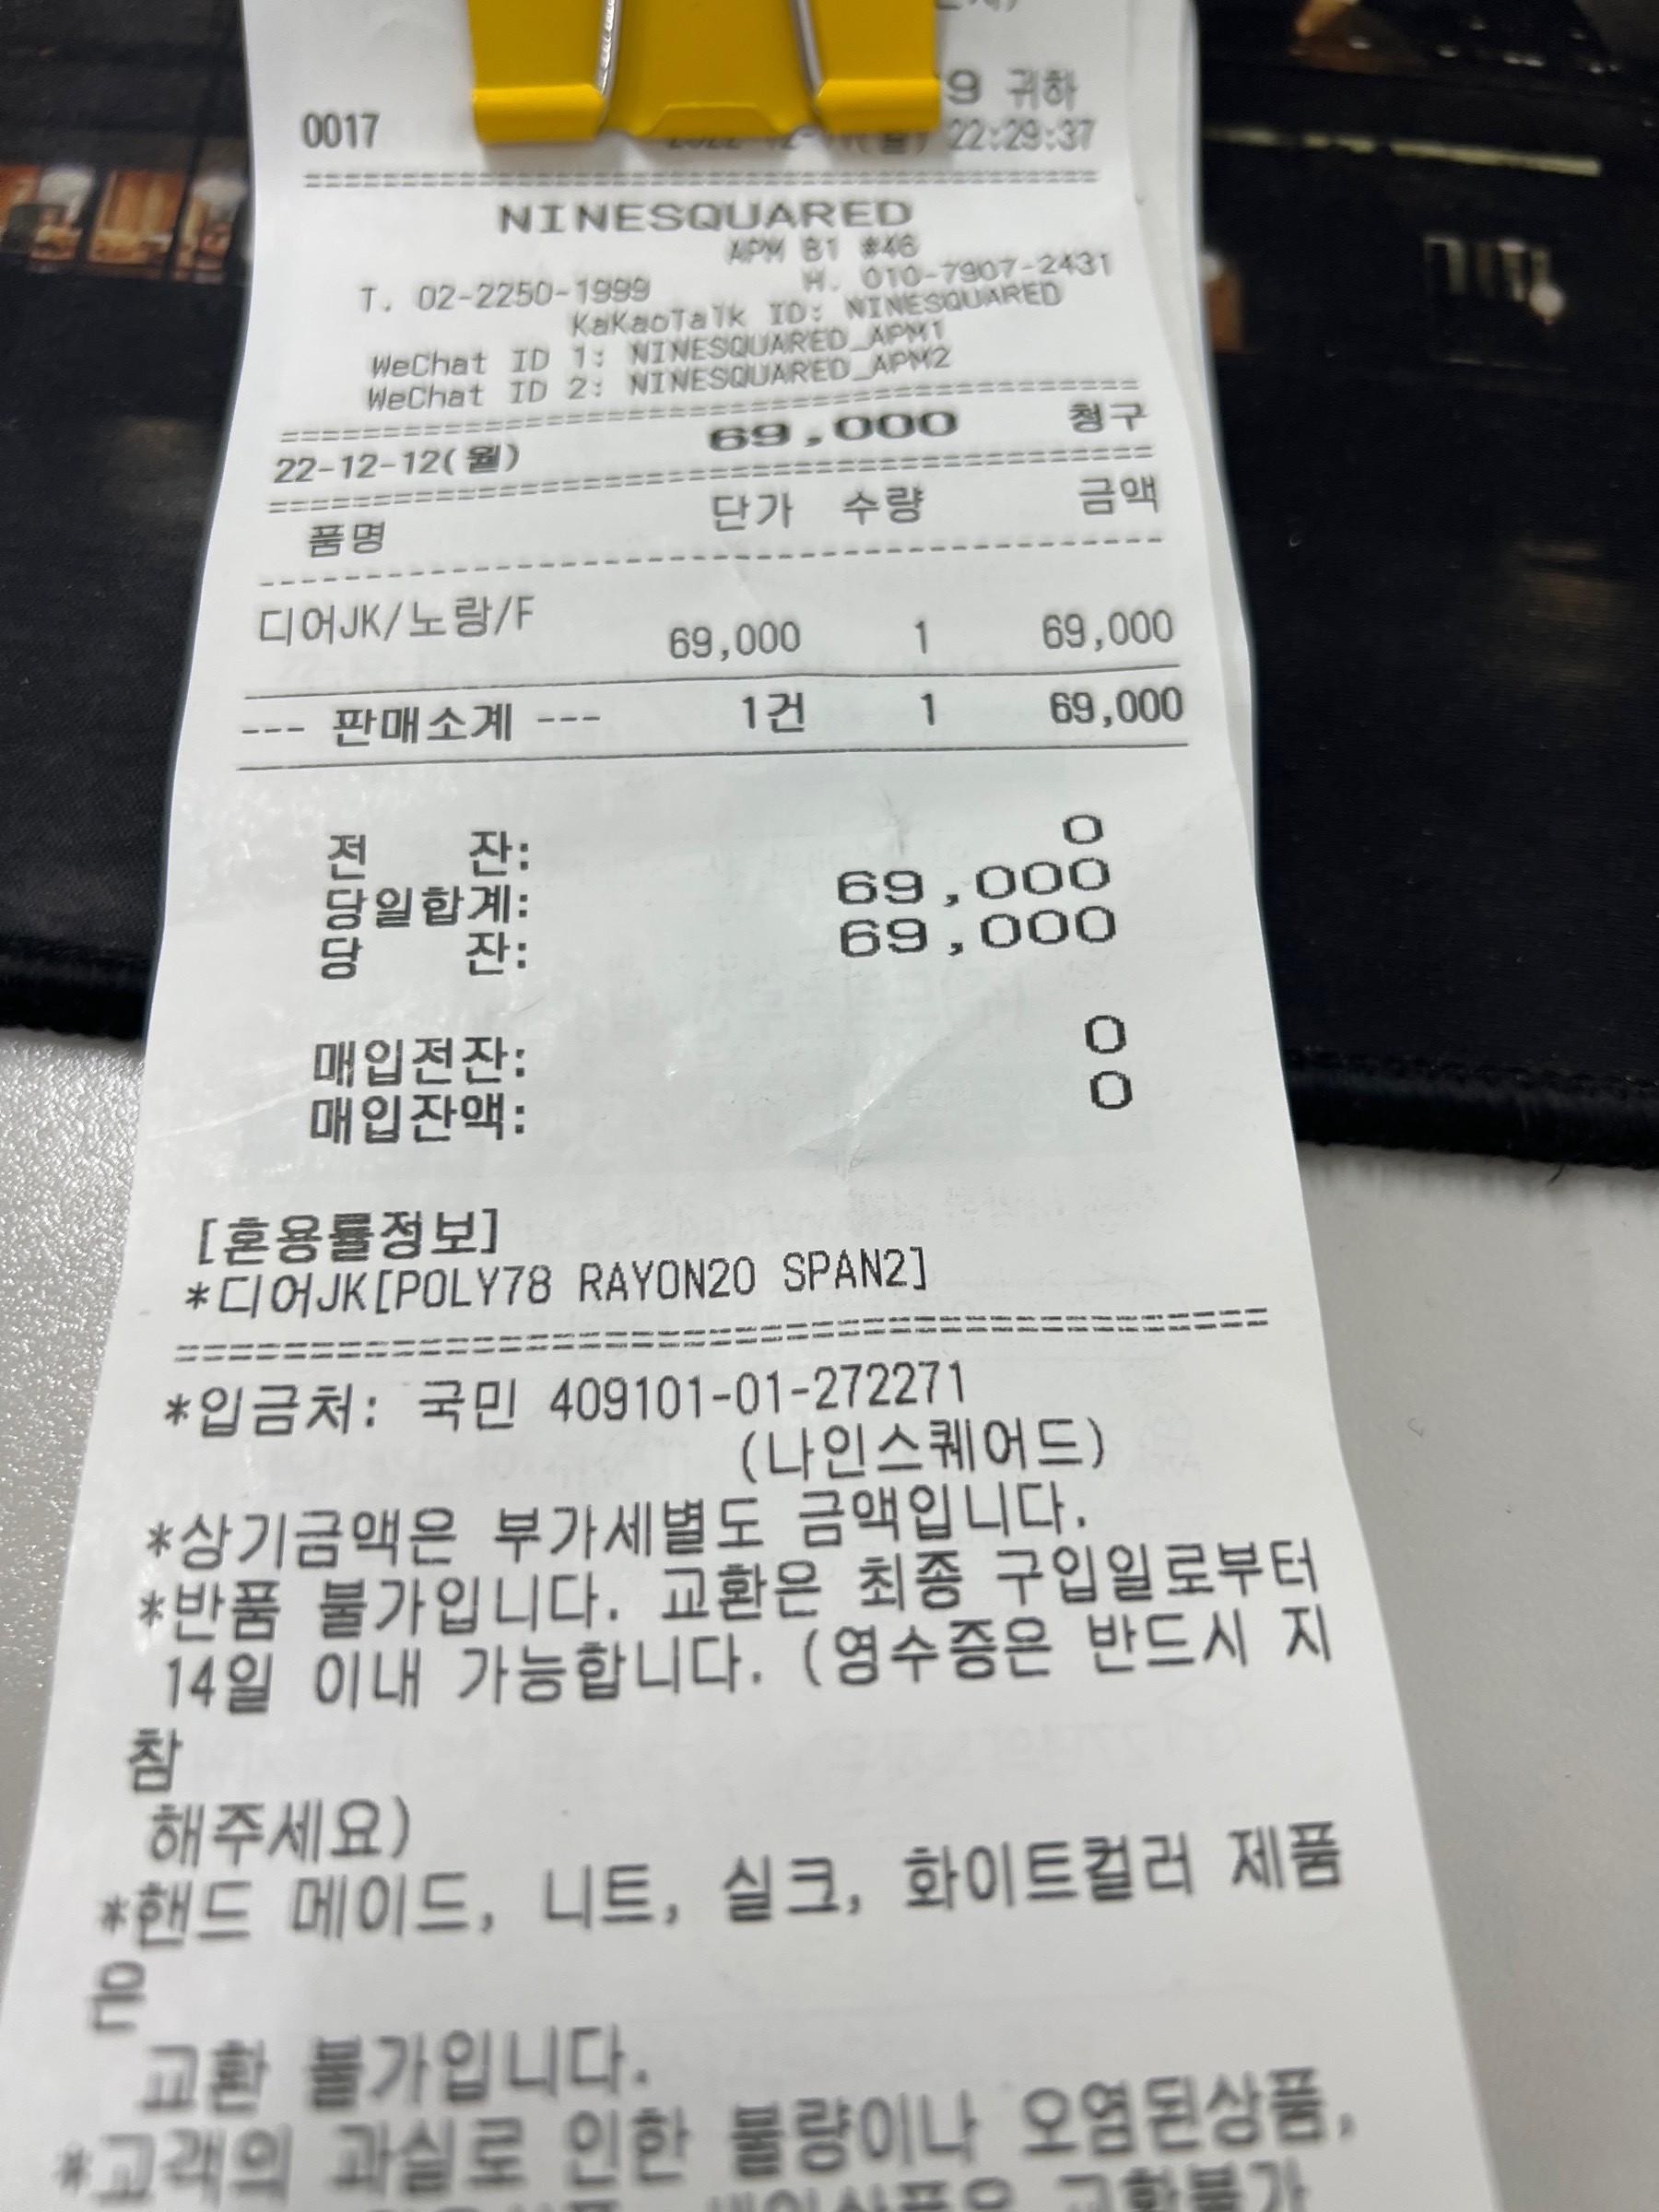 9 귀하
0017 22:29:37
NINESQUARED
APM B1 #46
T. 02-2250-1999 H. 010-7907-2431
KaKaoTalk ID: NINESQUARED
WeChat ID 1: NINESQUARED_APM1
WeChat ID 2: NINESQUARED_APM2
22-12-12(월) 69,000 청구
품명 단가 수량 금액
디어JK/노랑/F 69,000 1 69,000
--- 판매소계 --- 1건 1 69,000
전 잔: 0
당일합계: 69,000
당 잔: 69,000
매입전잔: 0
매입잔액: 0
[혼용률정보]
*디어JK[POLY78 RAYON20 SPAN2]
*입금처: 국민 409101-01-272271
(나인스퀘어드)
*상기금액은 부가세별도 금액입니다.
*반품 불가입니다. 교환은 최종 구입일로부터
14일 이내 가능합니다. (영수증은 반드시 지
참
해주세요)
*핸드 메이드, 니트, 실크, 화이트컬러 제품
은
교환 불가입니다.
*고객의 과실로 인한 불량이나 오염된상품,
교환불가